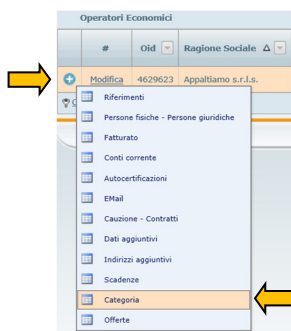 Operatori Economici
# Oid Ragione Sociale
Modifica 4629623 Appaltiamo s.r.l.s.
Riferimenti
Persone fisiche - Persone giuridiche
Fatturato
Conti corrente
Autocertificazioni
EMail
Cauzione - Contratti
Dati aggiuntivi
Indirizzi aggiuntivi
Scadenze
Categoria
Offerte